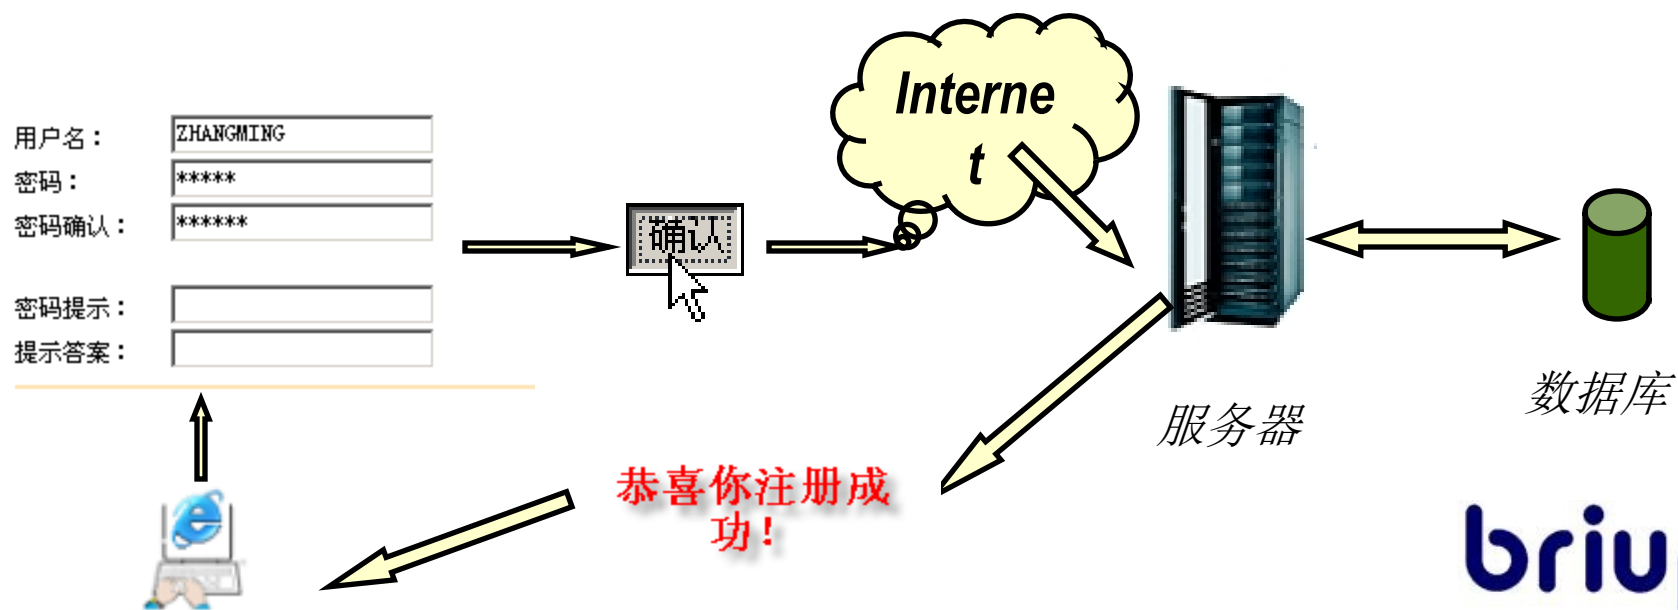 用户名： ZHANGMING
密码： *****
密码确认： ******
密码提示：
提示答案：
确认
Interne
t
服务器
数据库
恭喜你注册成
功！
briu